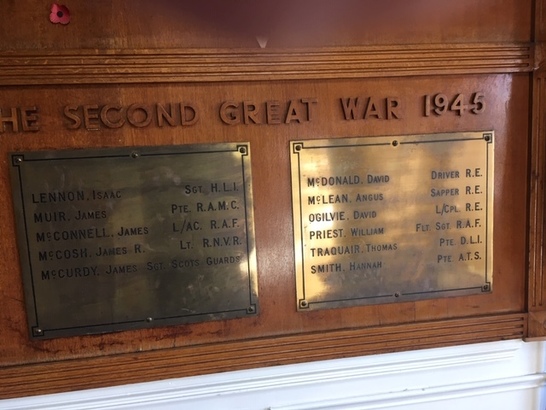 HE SECOND GREAT WAR 1945
LENNON, ISAAC SGT. H.L.I.
MUIR, JAMES PTE. R.A.M.C.
McCONNELL, JAMES L/AC. R.A.F.
McCOSH, JAMES R. LT. R.N.V.R.
McCURDY, JAMES SGT. SCOTS GUARDS
McDONALD, DAVID DRIVER R.E.
McLEAN, ANGUS SAPPER R.E.
OGILVIE, DAVID L/CPL. R.E.
PRIEST, WILLIAM FLT SGT R.A.F.
TRAQUAIR, THOMAS PTE D.L.I.
SMITH, HANNAH PTE A.T.S.